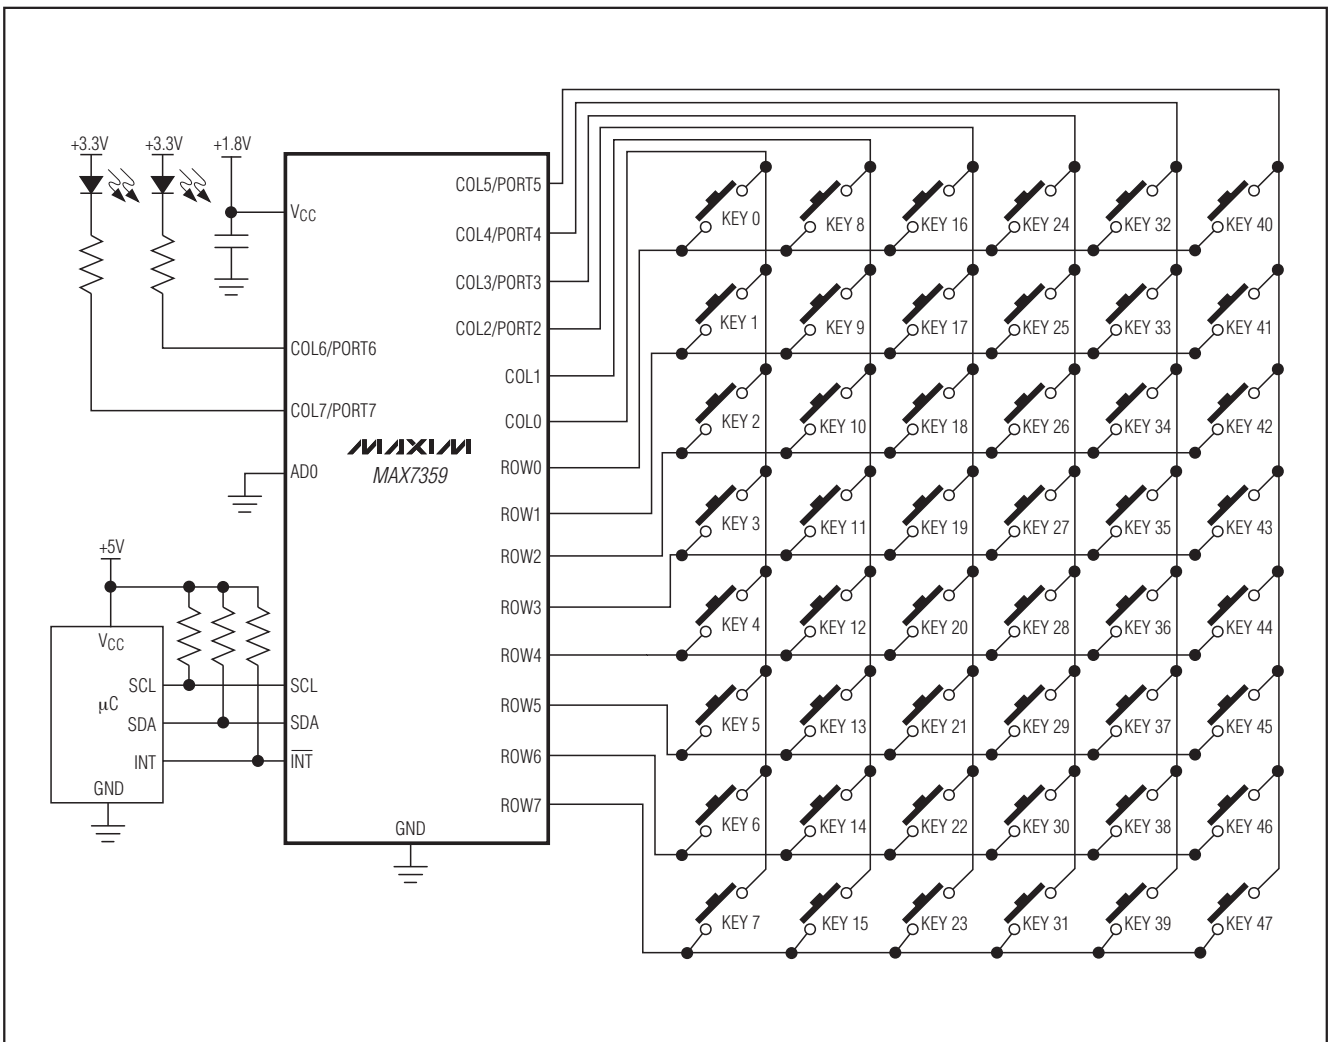 +3.3V +3.3V +1.8V
VCC
COL6/PORT6
COL7/PORT7
AD0
COL5/PORT5
COL4/PORT4
COL3/PORT3
COL2/PORT2
COL1
COL0
ROW0
ROW1
ROW2
ROW3
ROW4
ROW5
ROW6
ROW7
MAXIM
MAX7359
SCL
SDA
INT
GND
+5V
VCC
µC
SCL
SDA
INT
GND
KEY 0 KEY 8 KEY 16 KEY 24 KEY 32 KEY 40
KEY 1 KEY 9 KEY 17 KEY 25 KEY 33 KEY 41
KEY 2 KEY 10 KEY 18 KEY 26 KEY 34 KEY 42
KEY 3 KEY 11 KEY 19 KEY 27 KEY 35 KEY 43
KEY 4 KEY 12 KEY 20 KEY 28 KEY 36 KEY 44
KEY 5 KEY 13 KEY 21 KEY 29 KEY 37 KEY 45
KEY 6 KEY 14 KEY 22 KEY 30 KEY 38 KEY 46
KEY 7 KEY 15 KEY 23 KEY 31 KEY 39 KEY 47